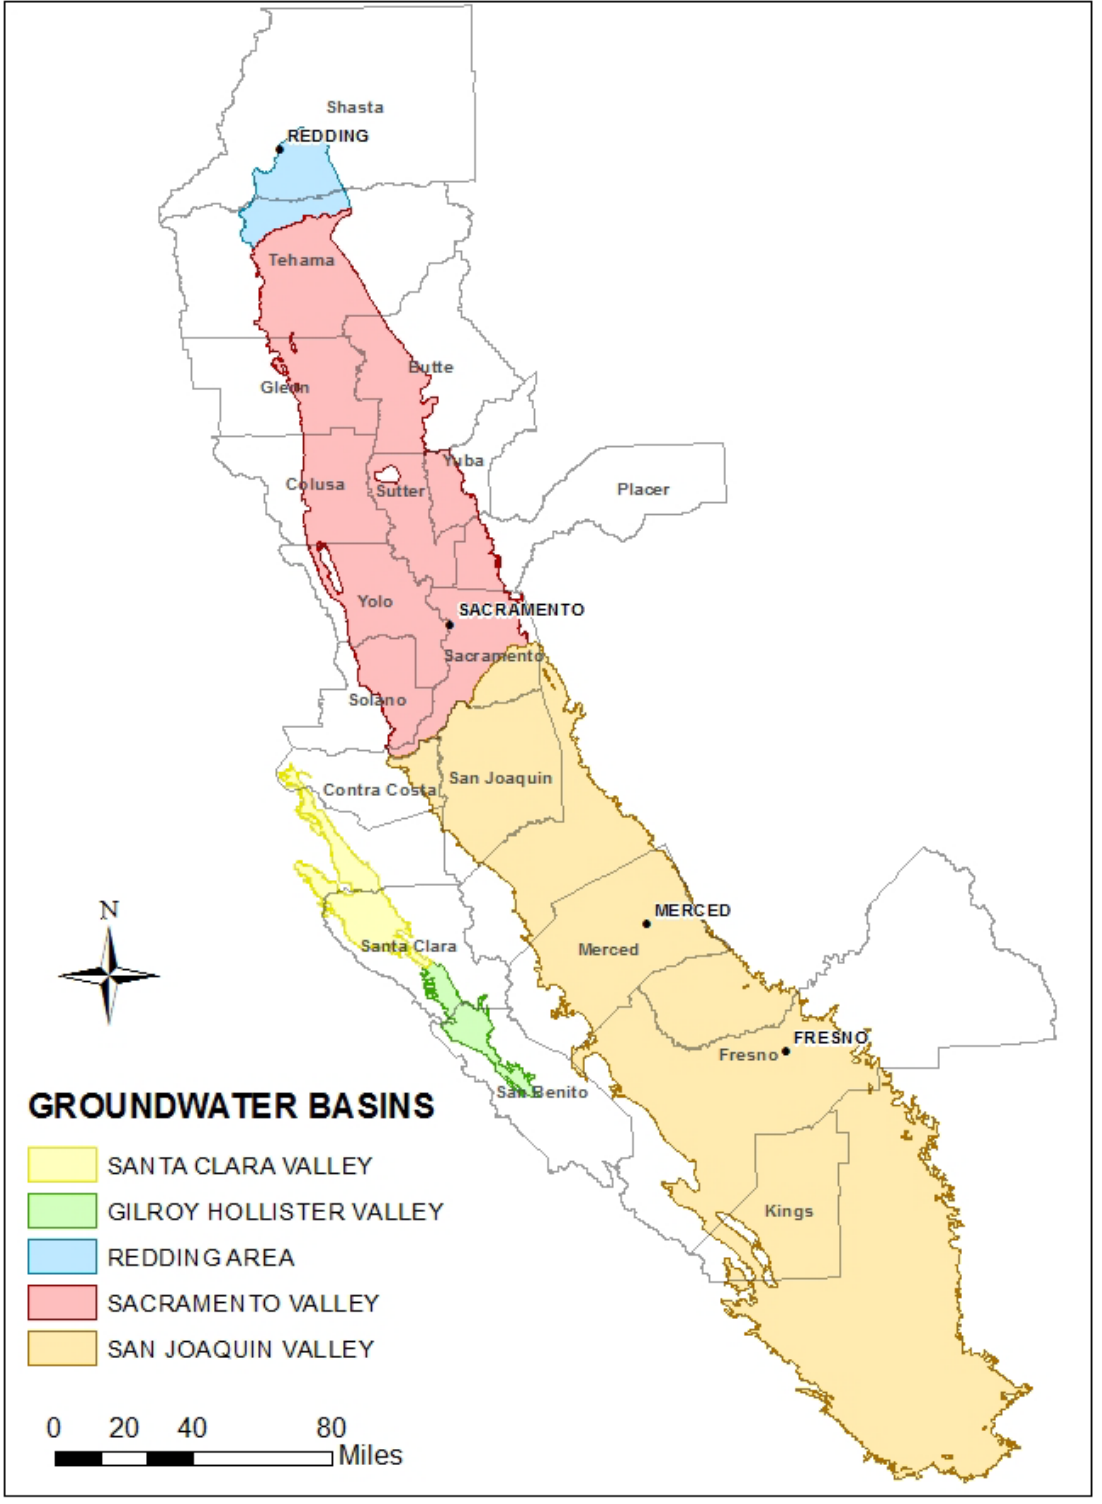 Shasta
REDDING
Tehama
Butte
Glenn
Yuba
Colusa
Sutter
Placer
Yolo
SACRAMENTO
Sacramento
Solano
San Joaquin
Contra Costa
N
MERCED
Santa Clara
Merced
FRESNO
Fresno
San Benito
GROUNDWATER BASINS
SANTA CLARA VALLEY
GILROY HOLLISTER VALLEY
Kings
REDDING AREA
SACRAMENTO VALLEY
SAN JOAQUIN VALLEY
0 20 40 80
Miles